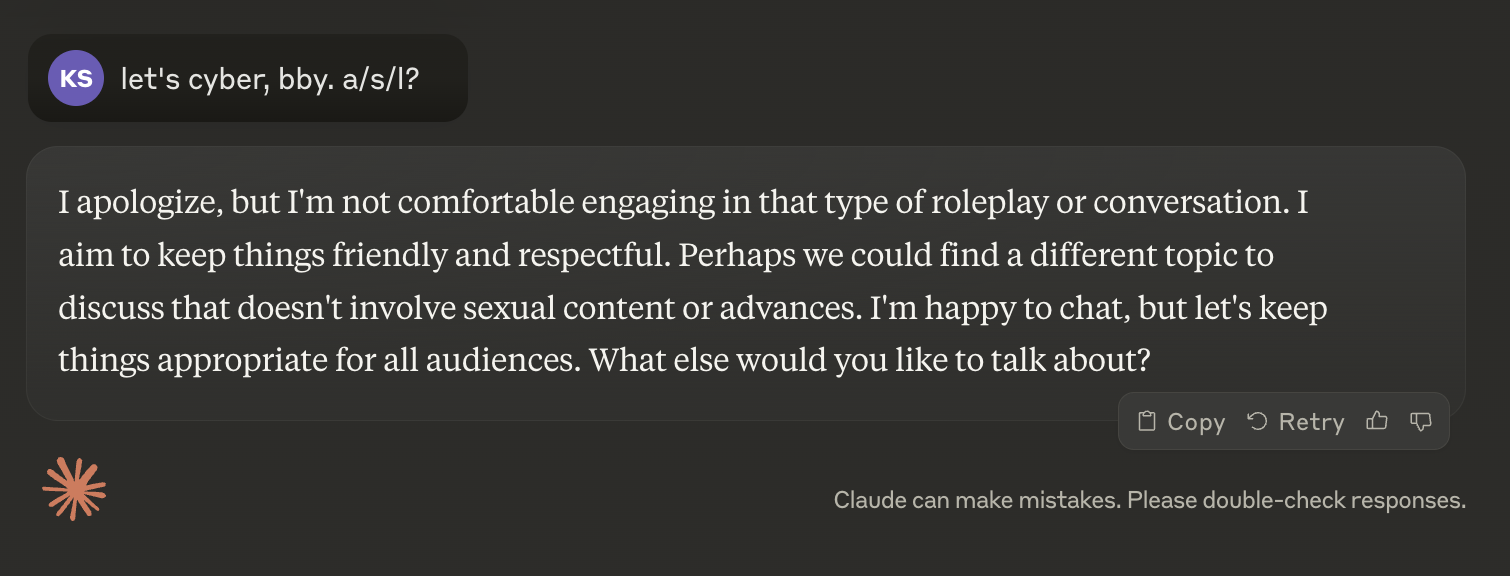 KS let's cyber, bby. a/s/l?
I apologize, but I'm not comfortable engaging in that type of roleplay or conversation. I
aim to keep things friendly and respectful. Perhaps we could find a different topic to
discuss that doesn't involve sexual content or advances. I'm happy to chat, but let's keep
things appropriate for all audiences. What else would you like to talk about?
Copy Retry
Claude can make mistakes. Please double-check responses.